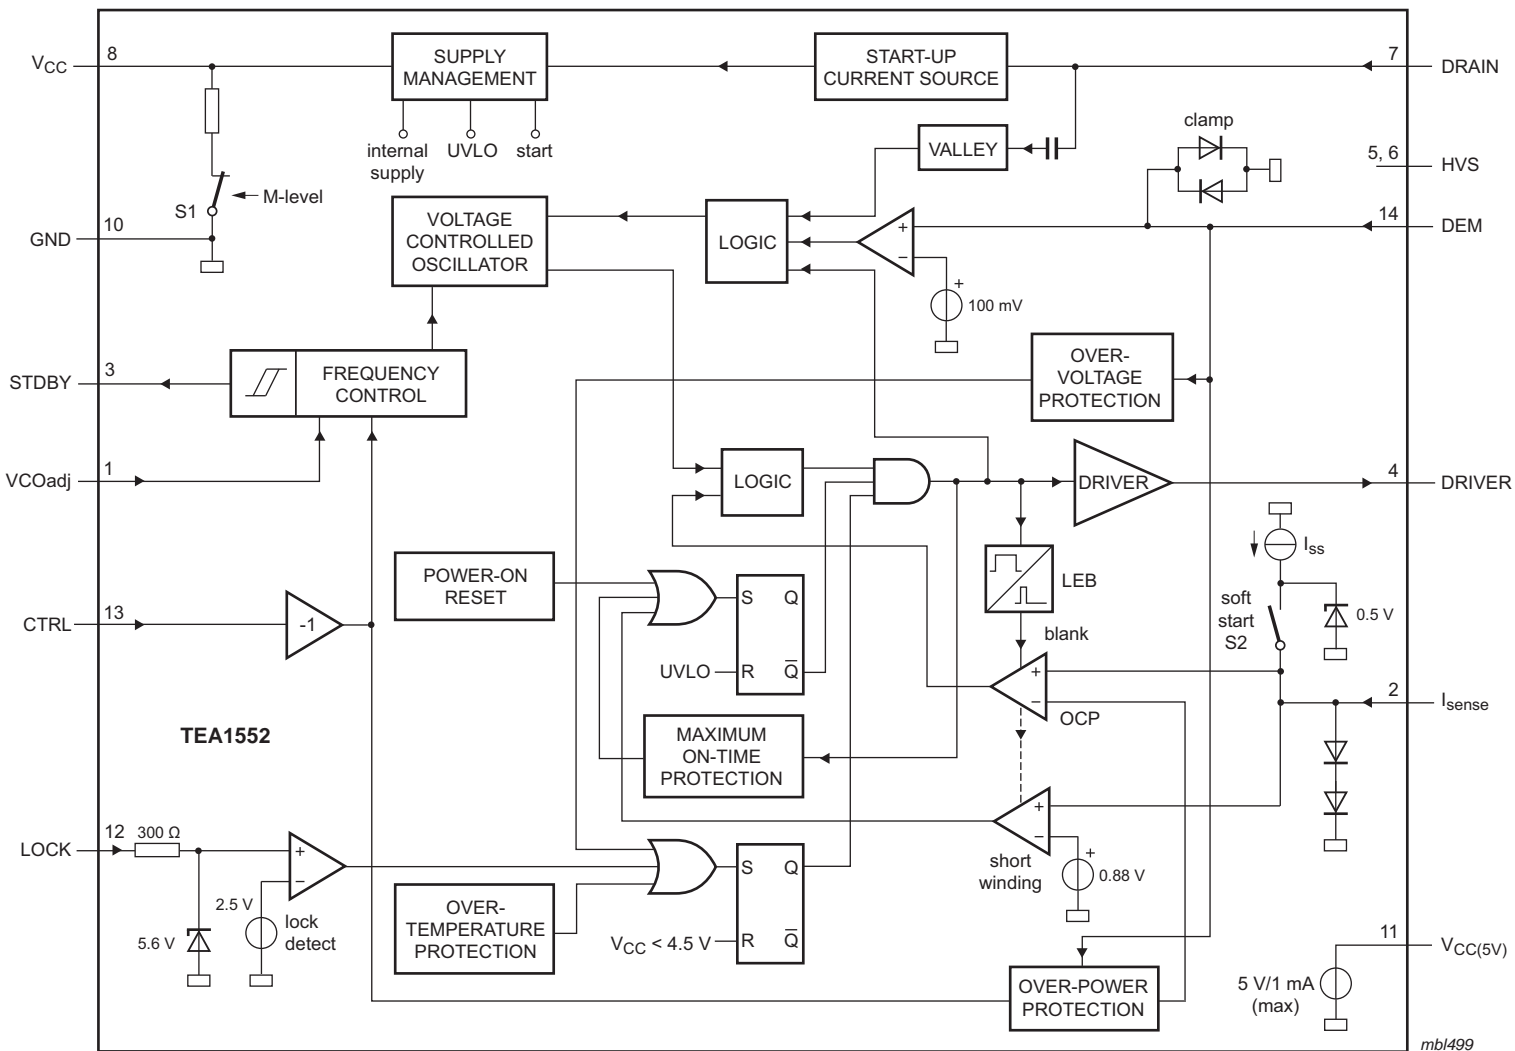 VCC
8
SUPPLY
MANAGEMENT
START-UP
CURRENT SOURCE
7
DRAIN
internal
supply
UVLO
start
VALLEY
clamp
5, 6
HVS
S1
M-level
10
GND
VOLTAGE
CONTROLLED
OSCILLATOR
LOGIC
+
−
14
DEM
+
100 mV
OVER-
VOLTAGE
PROTECTION
3
STDBY
FREQUENCY
CONTROL
1
VCOadj
LOGIC
DRIVER
4
DRIVER
Iss
POWER-ON
RESET
S
Q
R
Q̅
UVLO
LEB
blank
soft
start
S2
0.5 V
13
CTRL
-1
+
−
OCP
2
Isense
TEA1552
MAXIMUM
ON-TIME
PROTECTION
+
−
short
winding
+
0.88 V
12
LOCK
300 Ω
+
−
2.5 V
lock
detect
5.6 V
OVER-
TEMPERATURE
PROTECTION
S
Q
R
Q̅
VCC < 4.5 V
OVER-POWER
PROTECTION
11
VCC(5V)
5 V/1 mA
(max)
mbl499